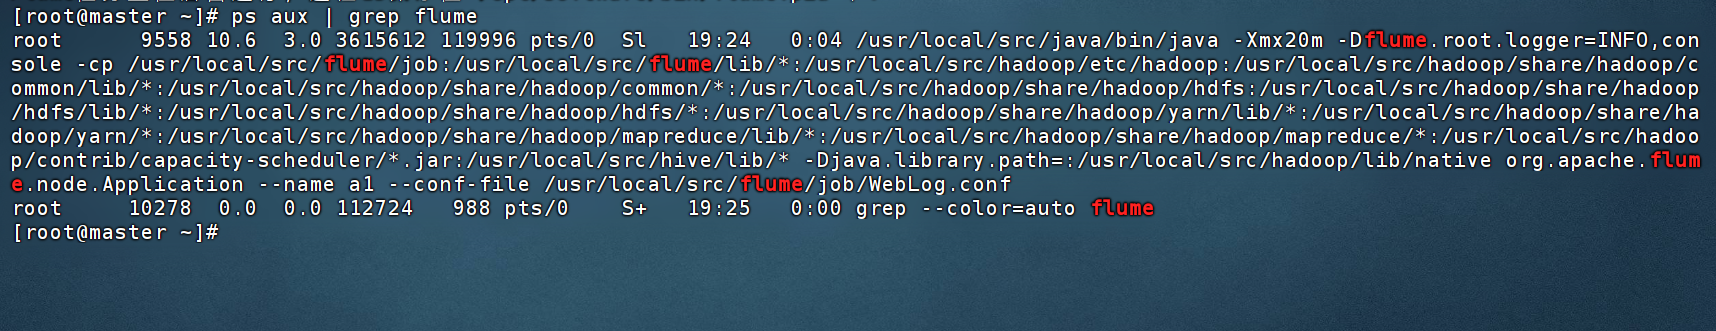 [root@master ~]# ps aux | grep flume
root      9558 10.6  3.0 3615612 119996 pts/0  Sl   19:24   0:04 /usr/local/src/java/bin/java -Xmx20m -Dflume.root.logger=INFO,con
sole -cp /usr/local/src/flume/job:/usr/local/src/flume/lib/*:/usr/local/src/hadoop/etc/hadoop:/usr/local/src/hadoop/share/hadoop/c
ommon/lib/*:/usr/local/src/hadoop/share/hadoop/common/*:/usr/local/src/hadoop/share/hadoop/hdfs:/usr/local/src/hadoop/share/hadoop
/hdfs/lib/*:/usr/local/src/hadoop/share/hadoop/hdfs/*:/usr/local/src/hadoop/share/hadoop/yarn/lib/*:/usr/local/src/hadoop/share/ha
doop/yarn/*:/usr/local/src/hadoop/share/hadoop/mapreduce/lib/*:/usr/local/src/hadoop/share/hadoop/mapreduce/*:/usr/local/src/hadoo
p/contrib/capacity-scheduler/*.jar:/usr/local/src/hive/lib/* -Djava.library.path=:/usr/local/src/hadoop/lib/native org.apache.flum
e.node.Application --name a1 --conf-file /usr/local/src/flume/job/WebLog.conf
root     10278  0.0  0.0 112724   988 pts/0    S+   19:25   0:00 grep --color=auto flume
[root@master ~]#